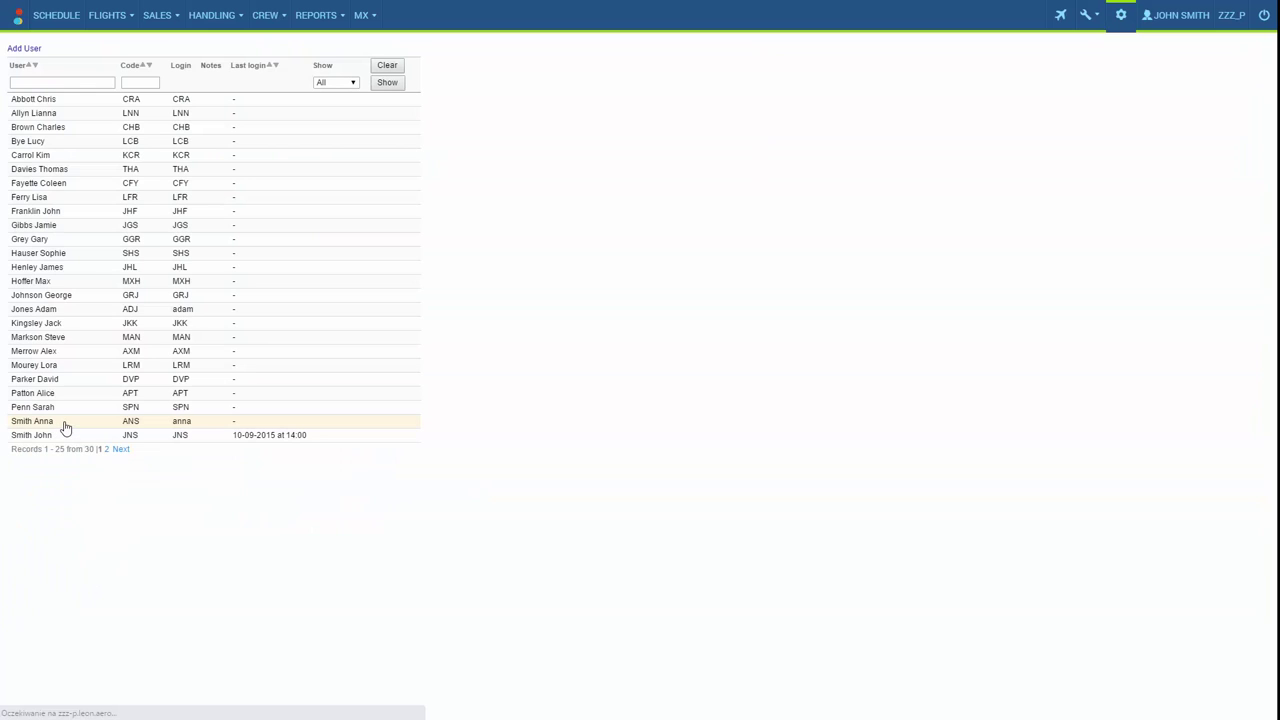 SCHEDULE FLIGHTS SALES HANDLING CREW REPORTS MX JOHN SMITH ZZZ_P
Add User
User Code Login Notes Last login Show Clear
All Show
Abbott Chris CRA CRA -
Allyn Lianna LNN LNN -
Brown Charles CHB CHB -
Bye Lucy LCB LCB -
Carrol Kim KCR KCR -
Davies Thomas THA THA -
Fayette Coleen CFY CFY -
Ferry Lisa LFR LFR -
Franklin John JHF JHF -
Gibbs Jamie JGS JGS -
Grey Gary GGR GGR -
Hauser Sophie SHS SHS -
Henley James JHL JHL -
Hoffer Max MXH MXH -
Johnson George GRJ GRJ -
Jones Adam ADJ adam -
Kingsley Jack JKK JKK -
Markson Steve MAN MAN -
Merrow Alex AXM AXM -
Mourey Lora LRM LRM -
Parker David DVP DVP -
Patton Alice APT APT -
Penn Sarah SPN SPN -
Smith Anna ANS anna -
Smith John JNS JNS 10-09-2015 at 14:00
Records 1 - 25 from 30 |1 2 Next
Oczekiwanie na zzz-p.leon.aero...